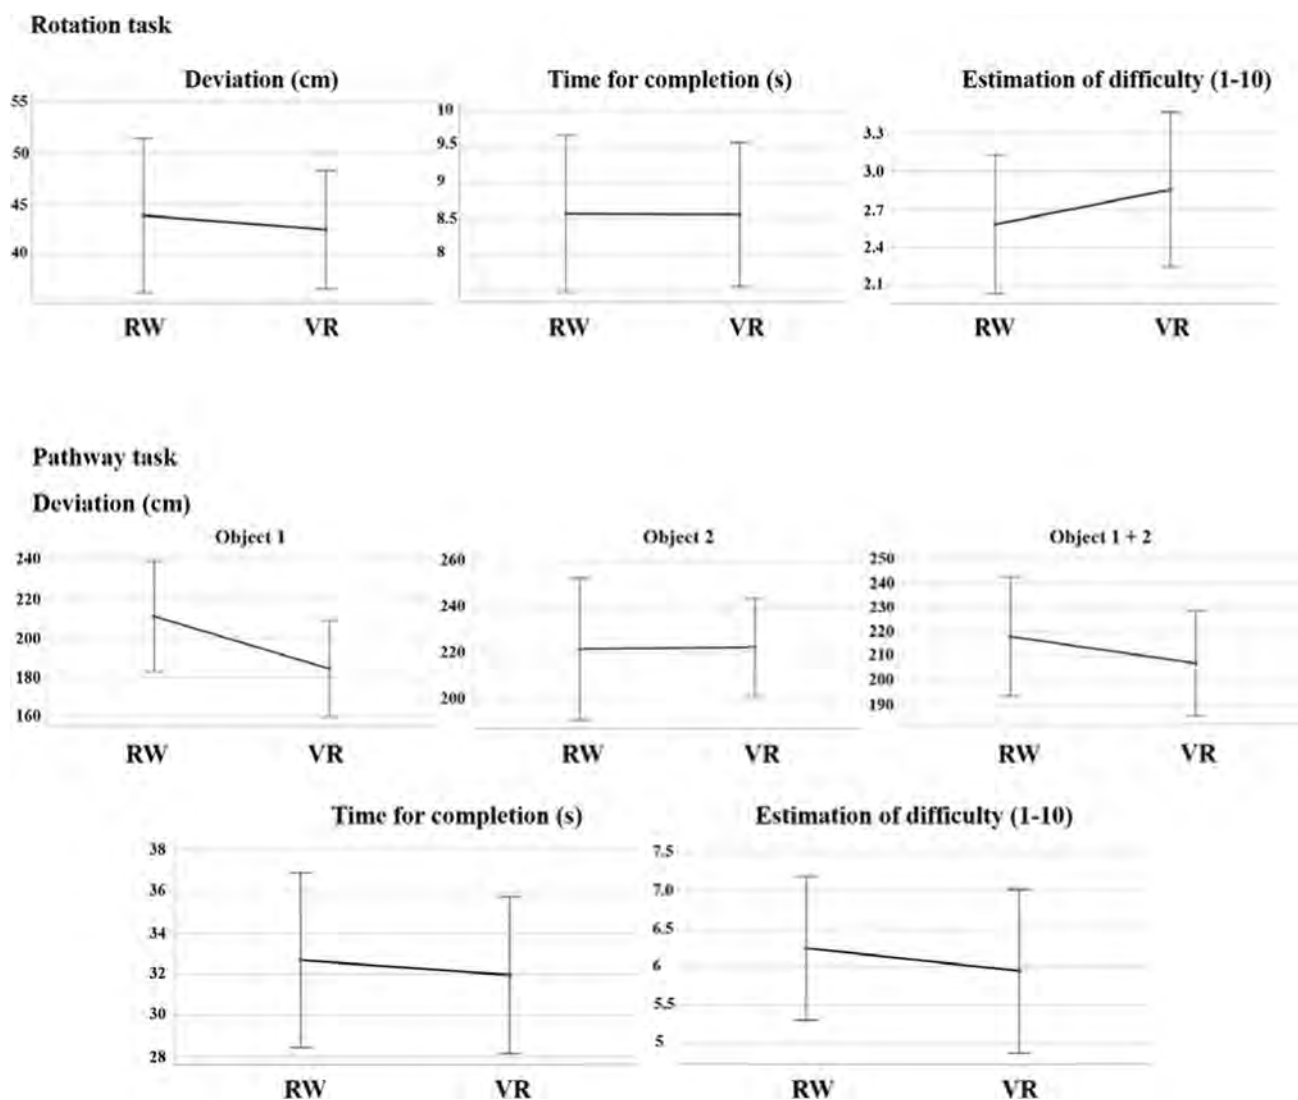 Rotation task
Deviation (cm) Time for completion (s) Estimation of difficulty (1-10)
55
50
45
40
RW VR
10
9.5
9
8.5
8
RW VR
3.3
3.0
2.7
2.4
2.1
RW VR
Pathway task
Deviation (cm)
Object 1
240
220
200
180
160
RW VR
Object 2
260
240
220
200
RW VR
Object 1 + 2
250
240
230
220
210
200
190
RW VR
Time for completion (s)
38
36
34
32
30
28
RW VR
Estimation of difficulty (1-10)
7.5
7.0
6.5
6
5.5
5
RW VR